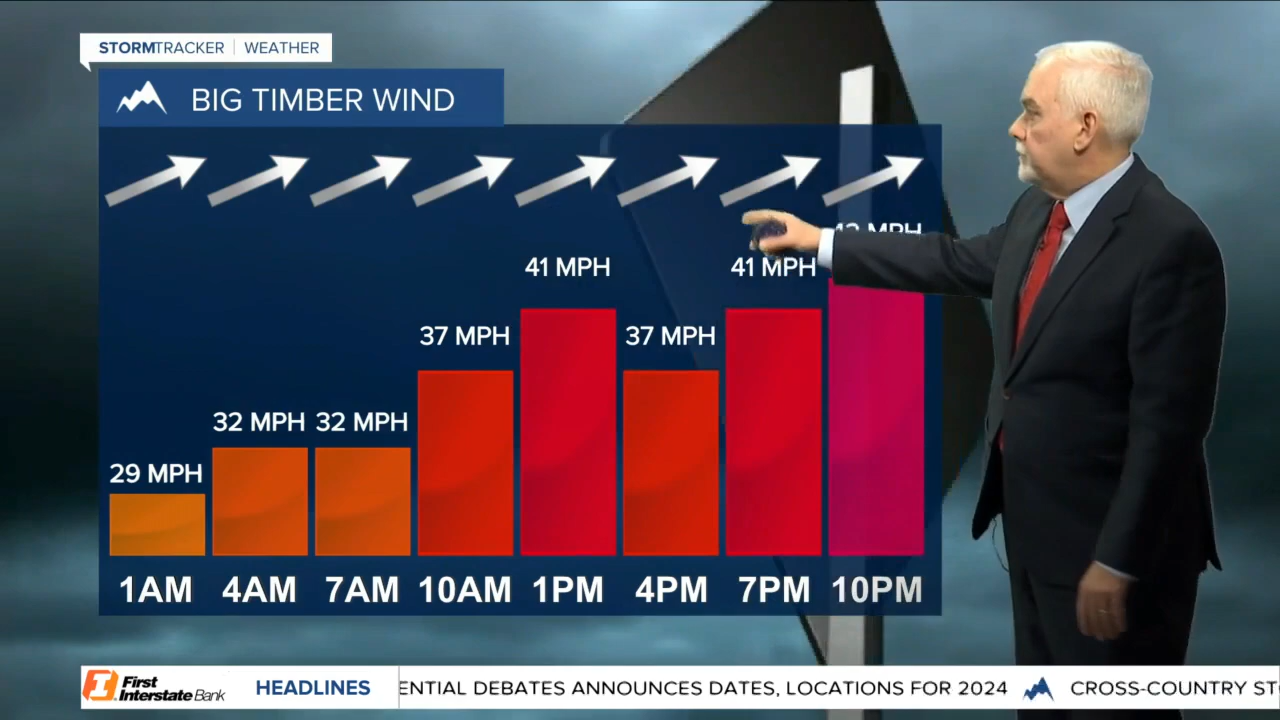 STORMTRACKER | WEATHER
BIG TIMBER WIND
MPH
41 MPH 41 MPH
37 MPH 37 MPH
32 MPH 32 MPH
29 MPH
1AM 4AM 7AM 10AM 1PM 4PM 7PM 10PM
First
Interstate Bank
HEADLINES
ENTIAL DEBATES ANNOUNCES DATES, LOCATIONS FOR 2024 CROSS-COUNTRY ST